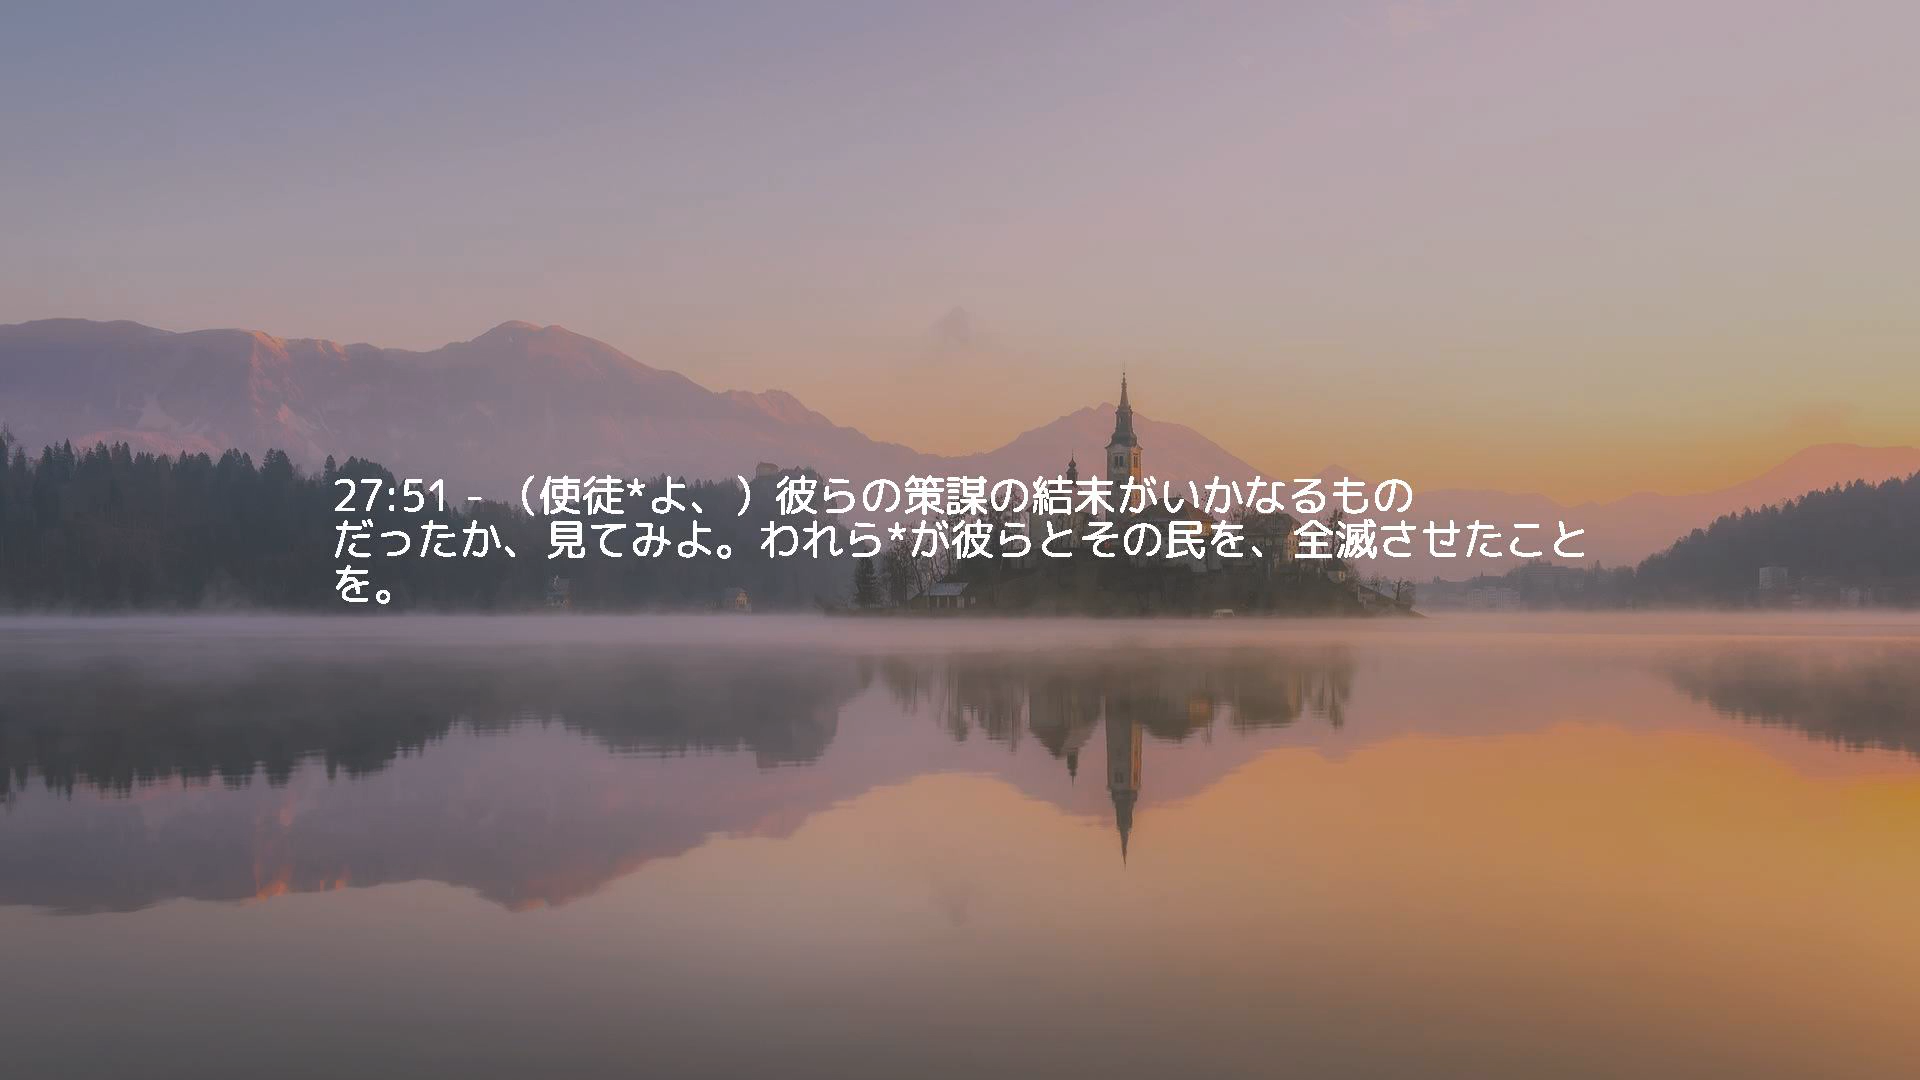 27:51 - （使徒*よ、）彼らの策謀の結末がいかなるもの
だったか、見てみよ。われら*が彼らとその民を、全滅させたこと
を。